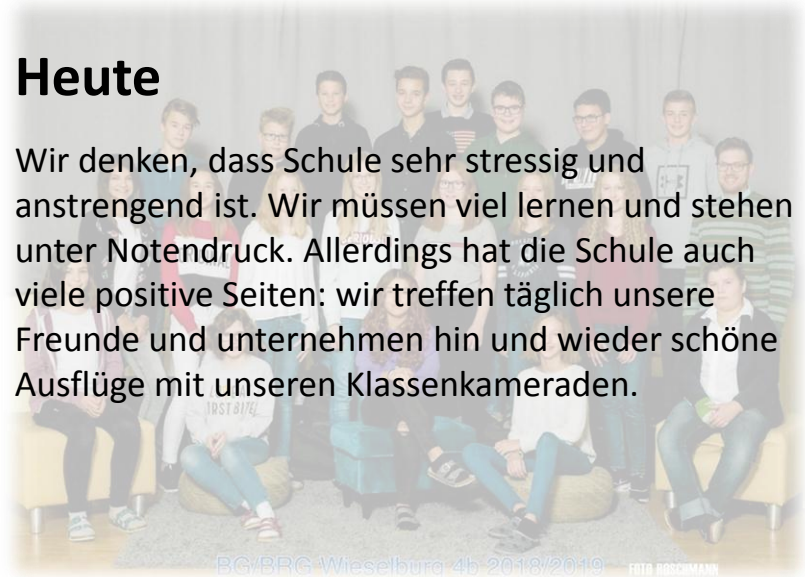 Heute
Wir denken, dass Schule sehr stressig und
anstrengend ist. Wir müssen viel lernen und stehen
unter Notendruck. Allerdings hat die Schule auch
viele positive Seiten: wir treffen täglich unsere
Freunde und unternehmen hin und wieder schöne
Ausflüge mit unseren Klassenkameraden.
BG/BRG Wieselburg 4b 2018/2019
FOTO BOSCHMANN